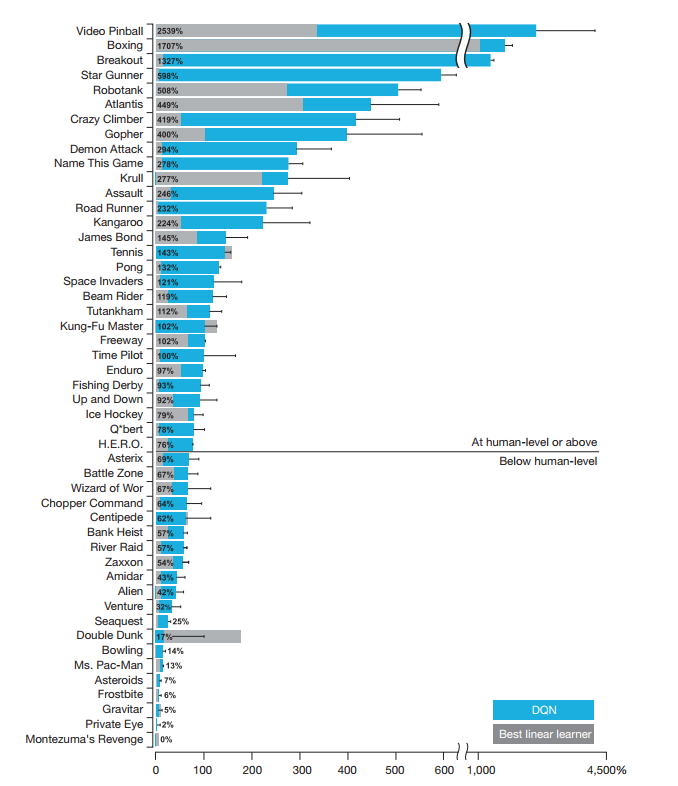 Video Pinball 2539%
Boxing 1707%
Breakout 1327%
Star Gunner 598%
Robotank 508%
Atlantis 449%
Crazy Climber 419%
Gopher 400%
Demon Attack 294%
Name This Game 278%
Krull 277%
Assault 246%
Road Runner 232%
Kangaroo 224%
James Bond 145%
Tennis 143%
Pong 132%
Space Invaders 121%
Beam Rider 119%
Tutankham 112%
Kung-Fu Master 102%
Freeway 102%
Time Pilot 100%
Enduro 97%
Fishing Derby 93%
Up and Down 92%
Ice Hockey 79%
Q*bert 78%
H.E.R.O. 76%
At human-level or above
Asterix 69%
Below human-level
Battle Zone 67%
Wizard of Wor 67%
Chopper Command 64%
Centipede 62%
Bank Heist 57%
River Raid 57%
Zaxxon 54%
Amidar 43%
Alien 42%
Venture 32%
Seaquest 25%
Double Dunk 17%
Bowling 14%
Ms. Pac-Man 13%
Asteroids 7%
Frostbite 6%
Gravitar 5%
Private Eye 2%
Montezuma's Revenge 0%
DQN
Best linear learner
0 100 200 300 400 500 600 1,000 4,500%